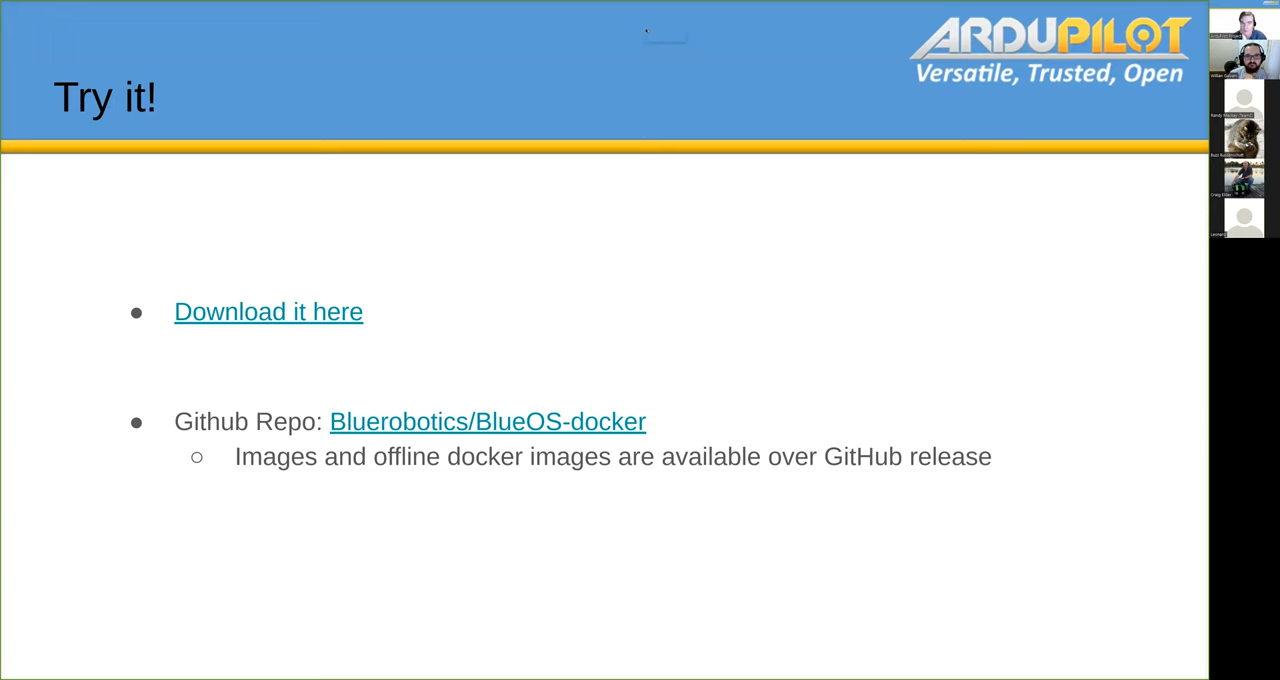 ARDUPILOT
Versatile, Trusted, Open
Try it!
Download it here
Github Repo: Bluerobotics/BlueOS-docker
Images and offline docker images are available over GitHub release